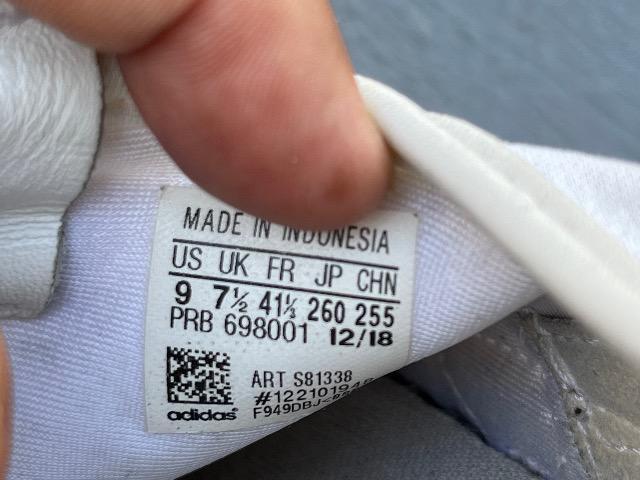 MADE IN INDONESIA
US UK FR JP CHN
9 7½ 41⅓ 260 255
PRB 698001 12/18
ART S81338
adidas